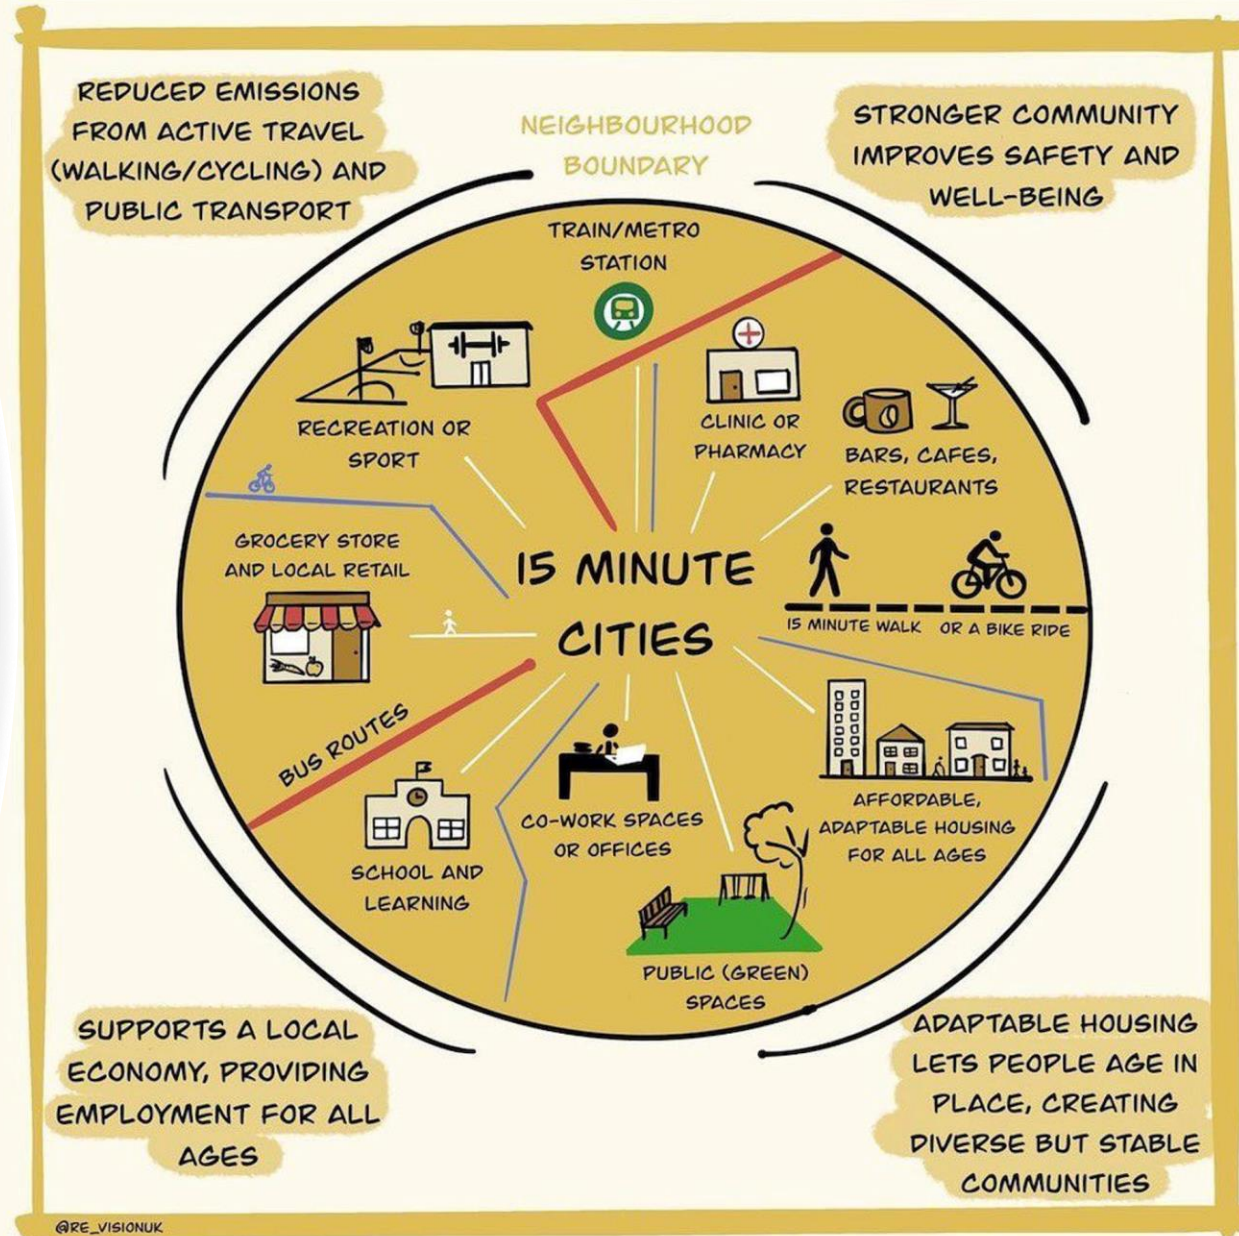 REDUCED EMISSIONS
FROM ACTIVE TRAVEL
(WALKING/CYCLING) AND
PUBLIC TRANSPORT
NEIGHBOURHOOD
BOUNDARY
STRONGER COMMUNITY
IMPROVES SAFETY AND
WELL-BEING
TRAIN/METRO
STATION
RECREATION OR
SPORT
CLINIC OR
PHARMACY
BARS, CAFES,
RESTAURANTS
GROCERY STORE
AND LOCAL RETAIL
15 MINUTE
CITIES
15 MINUTE WALK OR A BIKE RIDE
BUS ROUTES
SCHOOL AND
LEARNING
CO-WORK SPACES
OR OFFICES
AFFORDABLE,
ADAPTABLE HOUSING
FOR ALL AGES
PUBLIC (GREEN)
SPACES
SUPPORTS A LOCAL
ECONOMY, PROVIDING
EMPLOYMENT FOR ALL
AGES
ADAPTABLE HOUSING
LETS PEOPLE AGE IN
PLACE, CREATING
DIVERSE BUT STABLE
COMMUNITIES
@RE_VISIONUK